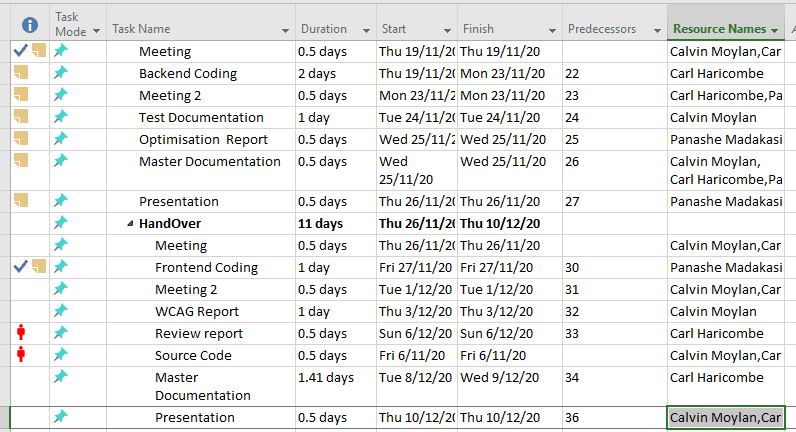 Task Mode Task Name Duration Start Finish Predecessors Resource Names
Meeting 0.5 days Thu 19/11/20 Thu 19/11/20 Calvin Moylan,Car
Backend Coding 2 days Thu 19/11/20 Mon 23/11/20 22 Carl Haricombe
Meeting 2 0.5 days Mon 23/11/2 Mon 23/11/20 23 Carl Haricombe,Pa
Test Documentation 1 day Tue 24/11/20 Tue 24/11/20 24 Calvin Moylan
Optimisation Report 0.5 days Wed 25/11/2 Wed 25/11/20 25 Panashe Madakasi
Master Documentation 0.5 days Wed 25/11/20 Wed 25/11/20 26 Calvin Moylan, Carl Haricombe,Pa
Presentation 0.5 days Thu 26/11/20 Thu 26/11/20 27 Panashe Madakasi
HandOver 11 days Thu 26/11/20 Thu 10/12/20
Meeting 0.5 days Thu 26/11/20 Thu 26/11/20 Calvin Moylan,Car
Frontend Coding 1 day Fri 27/11/20 Fri 27/11/20 30 Panashe Madakasi
Meeting 2 0.5 days Tue 1/12/20 Tue 1/12/20 31 Calvin Moylan,Car
WCAG Report 1 day Thu 3/12/20 Thu 3/12/20 32 Calvin Moylan
Review report 0.5 days Sun 6/12/20 Sun 6/12/20 33 Carl Haricombe
Source Code 0.5 days Fri 6/11/20 Fri 6/11/20 Calvin Moylan,Car
Master Documentation 1.41 days Tue 8/12/20 Wed 9/12/20 34 Carl Haricombe
Presentation 0.5 days Thu 10/12/20 Thu 10/12/20 36 Calvin Moylan,Car